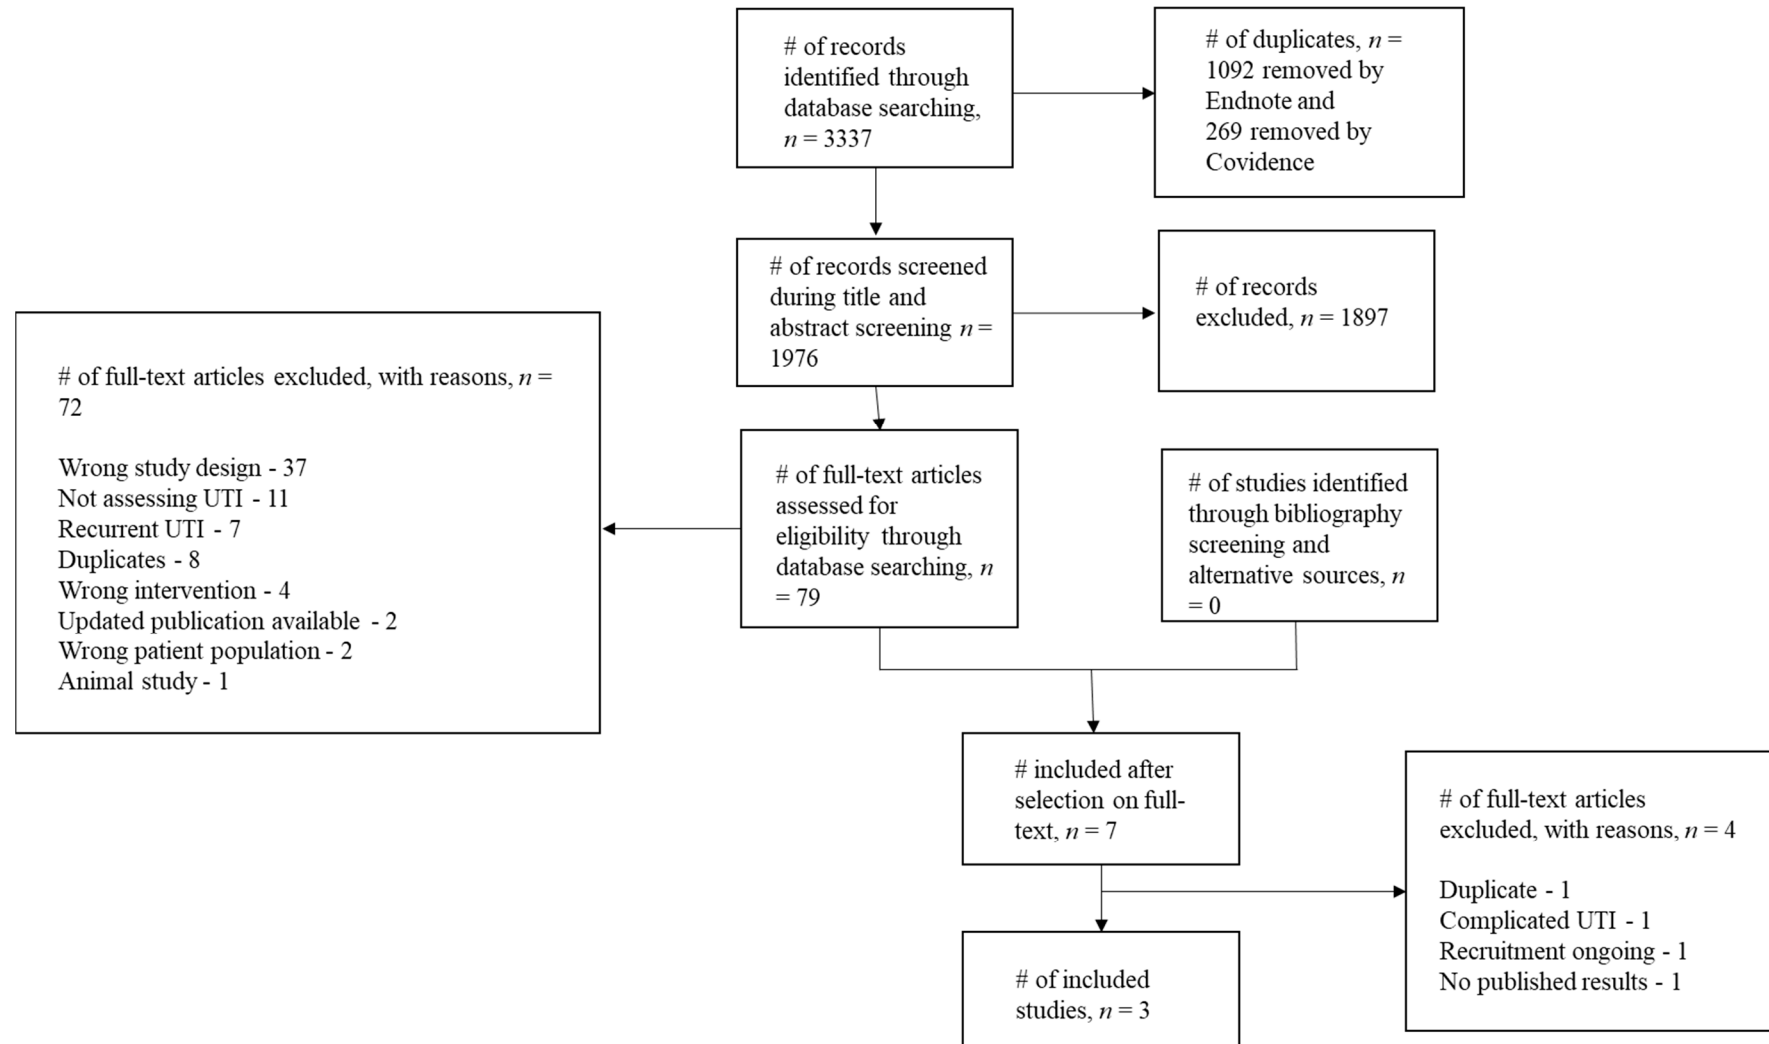 # of records
identified through
database searching,
n = 3337
# of duplicates, n =
1092 removed by
Endnote and
269 removed by
Covidence
# of records screened
during title and
abstract screening n =
1976
# of records
excluded, n = 1897
# of full-text articles excluded, with reasons, n =
72
Wrong study design - 37
Not assessing UTI - 11
Recurrent UTI - 7
Duplicates - 8
Wrong intervention - 4
Updated publication available - 2
Wrong patient population - 2
Animal study - 1
# of full-text articles
assessed for
eligibility through
database searching, n
= 79
# of studies identified
through bibliography
screening and
alternative sources, n
= 0
# included after
selection on full-
text, n = 7
# of full-text articles
excluded, with reasons, n = 4
Duplicate - 1
Complicated UTI - 1
Recruitment ongoing - 1
No published results - 1
# of included
studies, n = 3